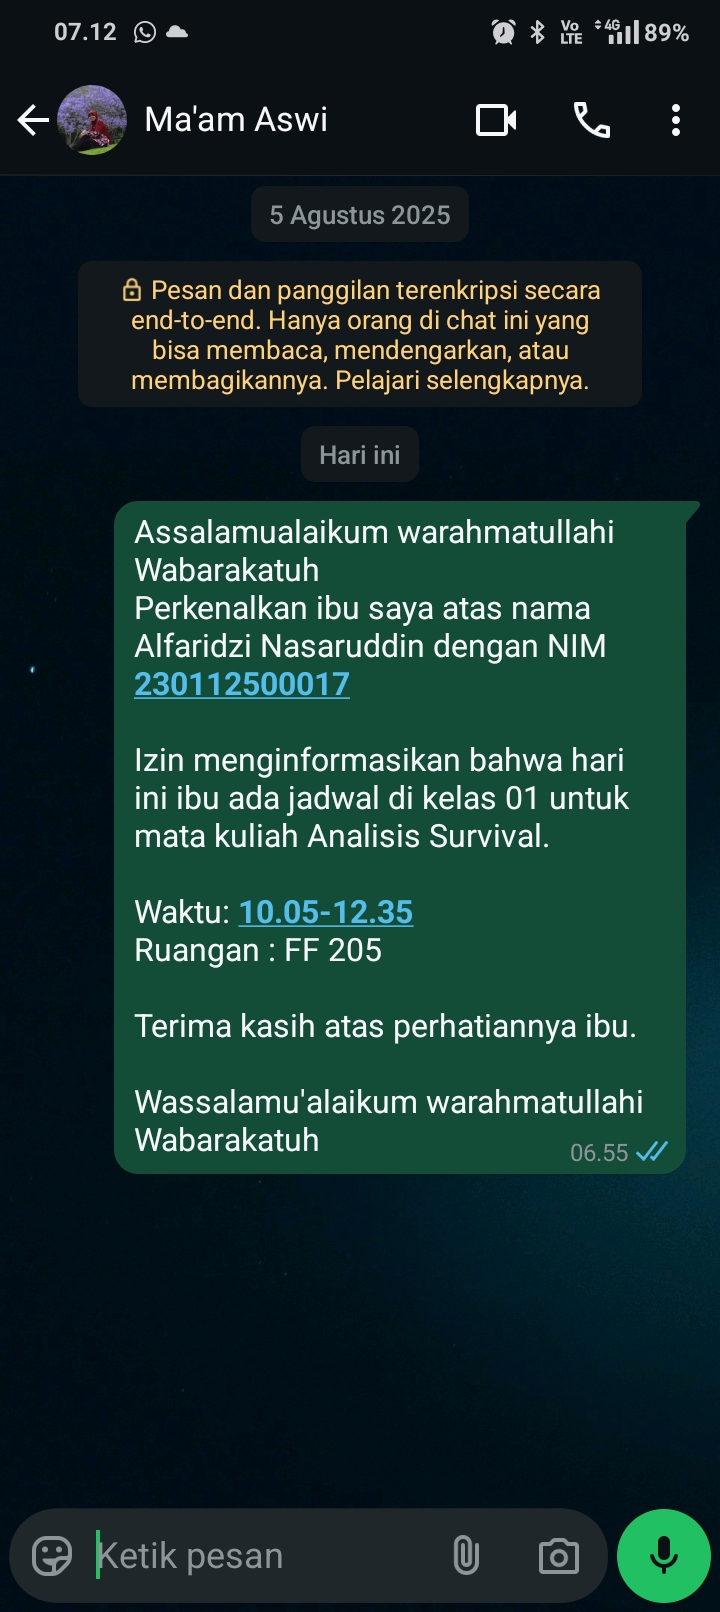 07.12
Vo
LTE
4G
89%
Ma'am Aswi
5 Agustus 2025
Pesan dan panggilan terenkripsi secara
end-to-end. Hanya orang di chat ini yang
bisa membaca, mendengarkan, atau
membagikannya. Pelajari selengkapnya.
Hari ini
Assalamualaikum warahmatullahi
Wabarakatuh
Perkenalkan ibu saya atas nama
Alfaridzi Nasaruddin dengan NIM
230112500017
Izin menginformasikan bahwa hari
ini ibu ada jadwal di kelas 01 untuk
mata kuliah Analisis Survival.
Waktu: 10.05-12.35
Ruangan : FF 205
Terima kasih atas perhatiannya ibu.
Wassalamu'alaikum warahmatullahi
Wabarakatuh
06.55
Ketik pesan